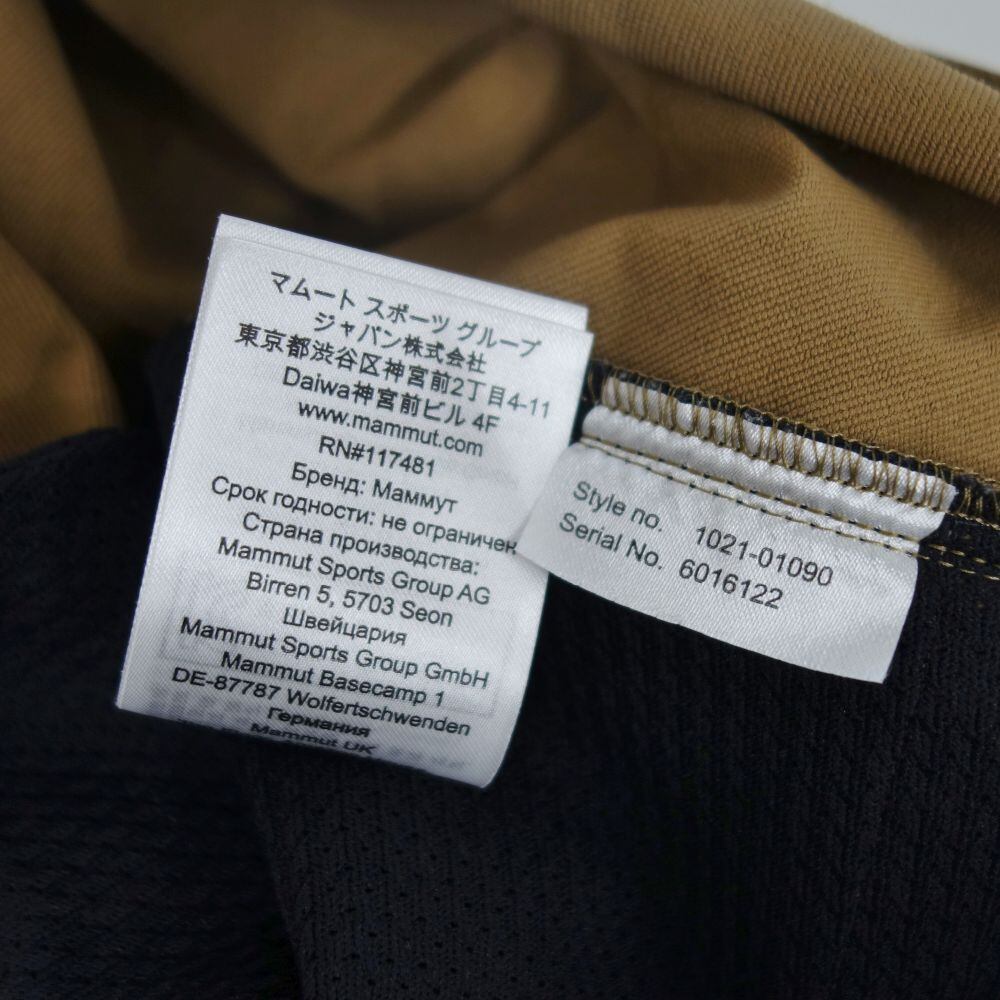 マムート スポーツ グループ
ジャパン株式会社
東京都渋谷区神宮前2丁目4-11
Daiwa神宮前ビル 4F
www.mammut.com
RN#117481
Бренд: Маммут
Срок годности: не ограничен
Страна производства:
Mammut Sports Group AG
Birren 5, 5703 Seon
Швейцария
Mammut Sports Group GmbH
Mammut Basecamp 1
DE-87787 Wolfertschwenden
Германия
Mammut UK
Style no. 1021-01090
Serial No. 6016122